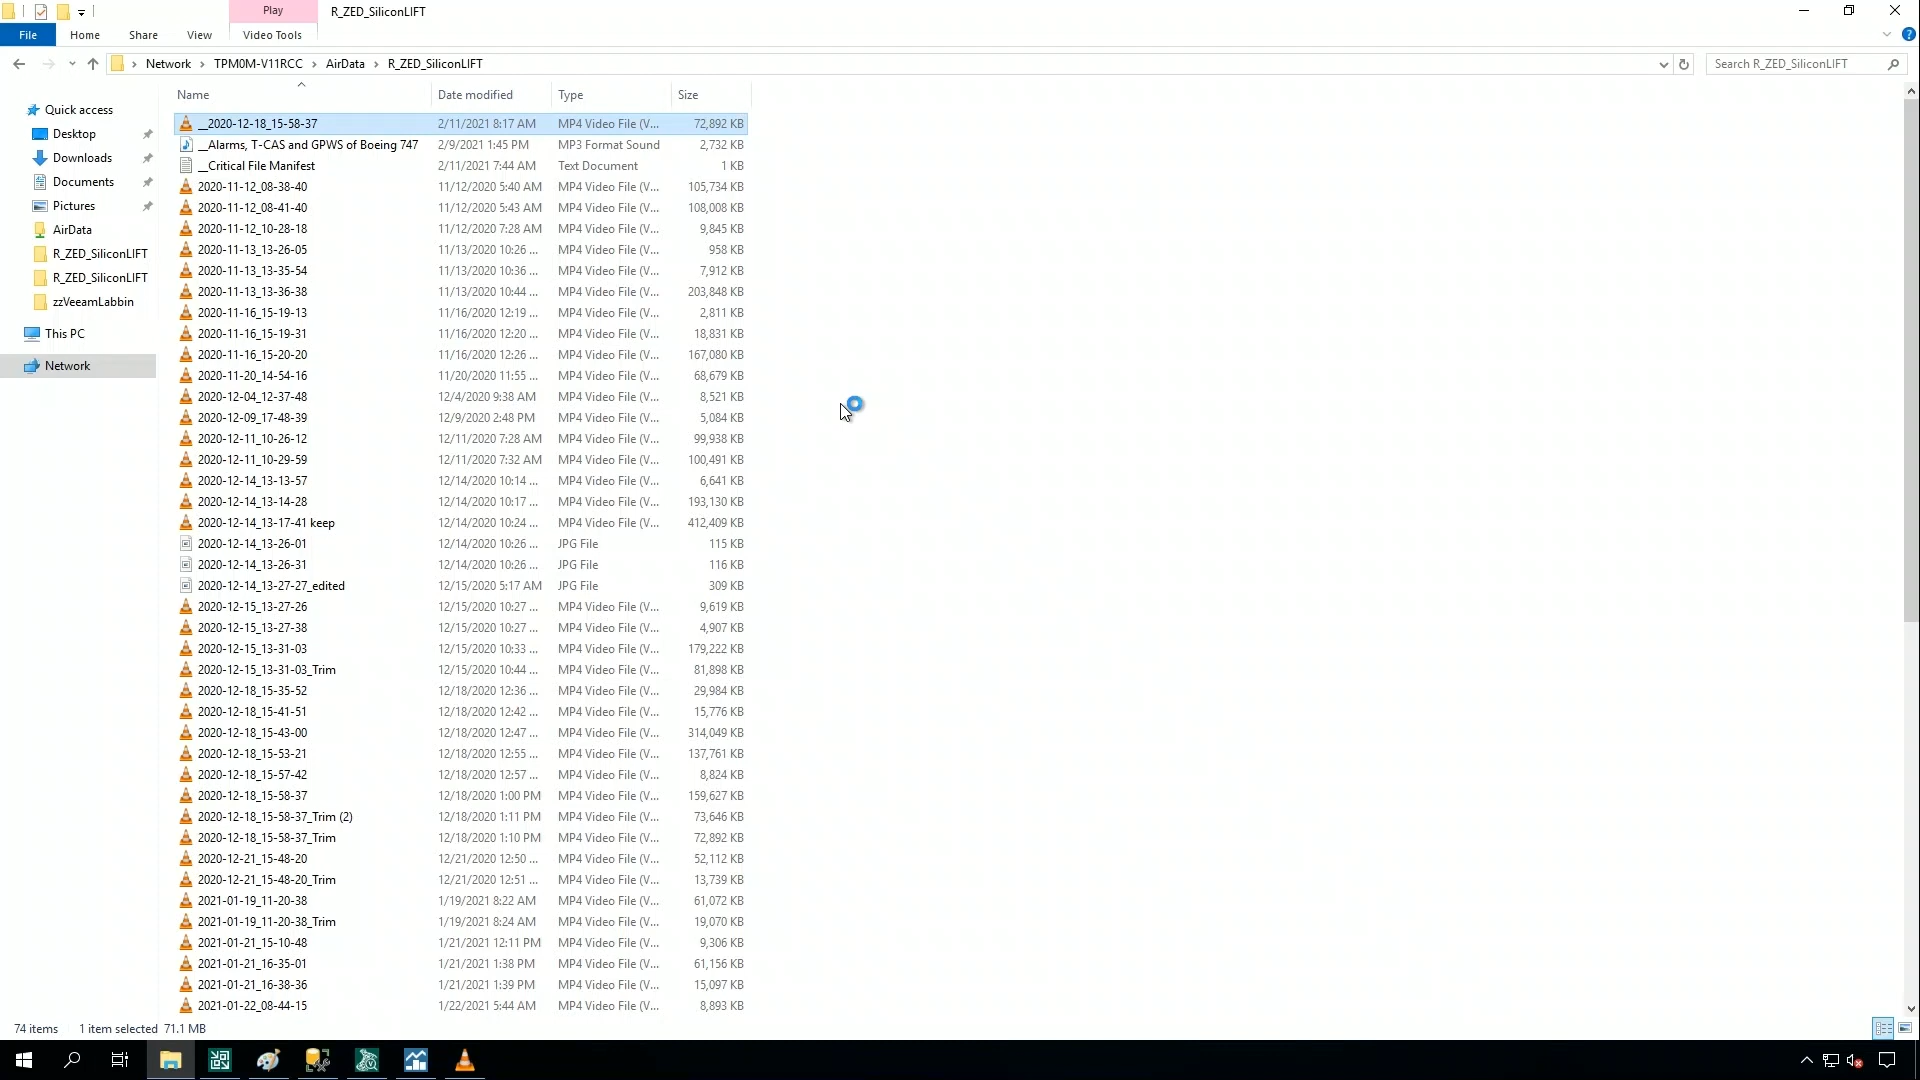 Play R_ZED_SiliconLIFT
File Home Share View Video Tools
Network TPM0M-V11RCC AirData R_ZED_SiliconLIFT Search R_ZED_SiliconLIFT
Name Date modified Type Size
Quick access
Desktop
Downloads
Documents
Pictures
AirData
R_ZED_SiliconLIFT
R_ZED_SiliconLIFT
zzVeeamLabbin
This PC
Network
__2020-12-18_15-58-37 2/11/2021 8:17 AM MP4 Video File (V... 72,892 KB
__Alarms, T-CAS and GPWS of Boeing 747 2/9/2021 1:45 PM MP3 Format Sound 2,732 KB
__Critical File Manifest 2/11/2021 7:44 AM Text Document 1 KB
2020-11-12_08-38-40 11/12/2020 5:40 AM MP4 Video File (V... 105,734 KB
2020-11-12_08-41-40 11/12/2020 5:43 AM MP4 Video File (V... 108,008 KB
2020-11-12_10-28-18 11/12/2020 7:28 AM MP4 Video File (V... 9,845 KB
2020-11-13_13-26-05 11/13/2020 10:26 ... MP4 Video File (V... 958 KB
2020-11-13_13-35-54 11/13/2020 10:36 ... MP4 Video File (V... 7,912 KB
2020-11-13_13-36-38 11/13/2020 10:44 ... MP4 Video File (V... 203,848 KB
2020-11-16_15-19-13 11/16/2020 12:19 ... MP4 Video File (V... 2,811 KB
2020-11-16_15-19-31 11/16/2020 12:20 ... MP4 Video File (V... 18,831 KB
2020-11-16_15-20-20 11/16/2020 12:26 ... MP4 Video File (V... 167,080 KB
2020-11-20_14-54-16 11/20/2020 11:55 ... MP4 Video File (V... 68,679 KB
2020-12-04_12-37-48 12/4/2020 9:38 AM MP4 Video File (V... 8,521 KB
2020-12-09_17-48-39 12/9/2020 2:48 PM MP4 Video File (V... 5,084 KB
2020-12-11_10-26-12 12/11/2020 7:28 AM MP4 Video File (V... 99,938 KB
2020-12-11_10-29-59 12/11/2020 7:32 AM MP4 Video File (V... 100,491 KB
2020-12-14_13-13-57 12/14/2020 10:14 ... MP4 Video File (V... 6,641 KB
2020-12-14_13-14-28 12/14/2020 10:17 ... MP4 Video File (V... 193,130 KB
2020-12-14_13-17-41 keep 12/14/2020 10:24 ... MP4 Video File (V... 412,409 KB
2020-12-14_13-26-01 12/14/2020 10:26 ... JPG File 115 KB
2020-12-14_13-26-31 12/14/2020 10:26 ... JPG File 116 KB
2020-12-14_13-27-27_edited 12/15/2020 5:17 AM JPG File 309 KB
2020-12-15_13-27-26 12/15/2020 10:27 ... MP4 Video File (V... 9,619 KB
2020-12-15_13-27-38 12/15/2020 10:27 ... MP4 Video File (V... 4,907 KB
2020-12-15_13-31-03 12/15/2020 10:33 ... MP4 Video File (V... 179,222 KB
2020-12-15_13-31-03_Trim 12/15/2020 10:44 ... MP4 Video File (V... 81,898 KB
2020-12-18_15-35-52 12/18/2020 12:36 ... MP4 Video File (V... 29,984 KB
2020-12-18_15-41-51 12/18/2020 12:42 ... MP4 Video File (V... 15,776 KB
2020-12-18_15-43-00 12/18/2020 12:47 ... MP4 Video File (V... 314,049 KB
2020-12-18_15-53-21 12/18/2020 12:55 ... MP4 Video File (V... 137,761 KB
2020-12-18_15-57-42 12/18/2020 12:57 ... MP4 Video File (V... 8,824 KB
2020-12-18_15-58-37 12/18/2020 1:00 PM MP4 Video File (V... 159,627 KB
2020-12-18_15-58-37_Trim (2) 12/18/2020 1:11 PM MP4 Video File (V... 73,646 KB
2020-12-18_15-58-37_Trim 12/18/2020 1:10 PM MP4 Video File (V... 72,892 KB
2020-12-21_15-48-20 12/21/2020 12:50 ... MP4 Video File (V... 52,112 KB
2020-12-21_15-48-20_Trim 12/21/2020 12:51 ... MP4 Video File (V... 13,739 KB
2021-01-19_11-20-38 1/19/2021 8:22 AM MP4 Video File (V... 61,072 KB
2021-01-19_11-20-38_Trim 1/19/2021 8:24 AM MP4 Video File (V... 19,070 KB
2021-01-21_15-10-48 1/21/2021 12:11 PM MP4 Video File (V... 9,306 KB
2021-01-21_16-35-01 1/21/2021 1:38 PM MP4 Video File (V... 61,156 KB
2021-01-21_16-38-36 1/21/2021 1:39 PM MP4 Video File (V... 15,097 KB
2021-01-22_08-44-15 1/22/2021 5:44 AM MP4 Video File (V... 8,893 KB
74 items 1 item selected 71.1 MB